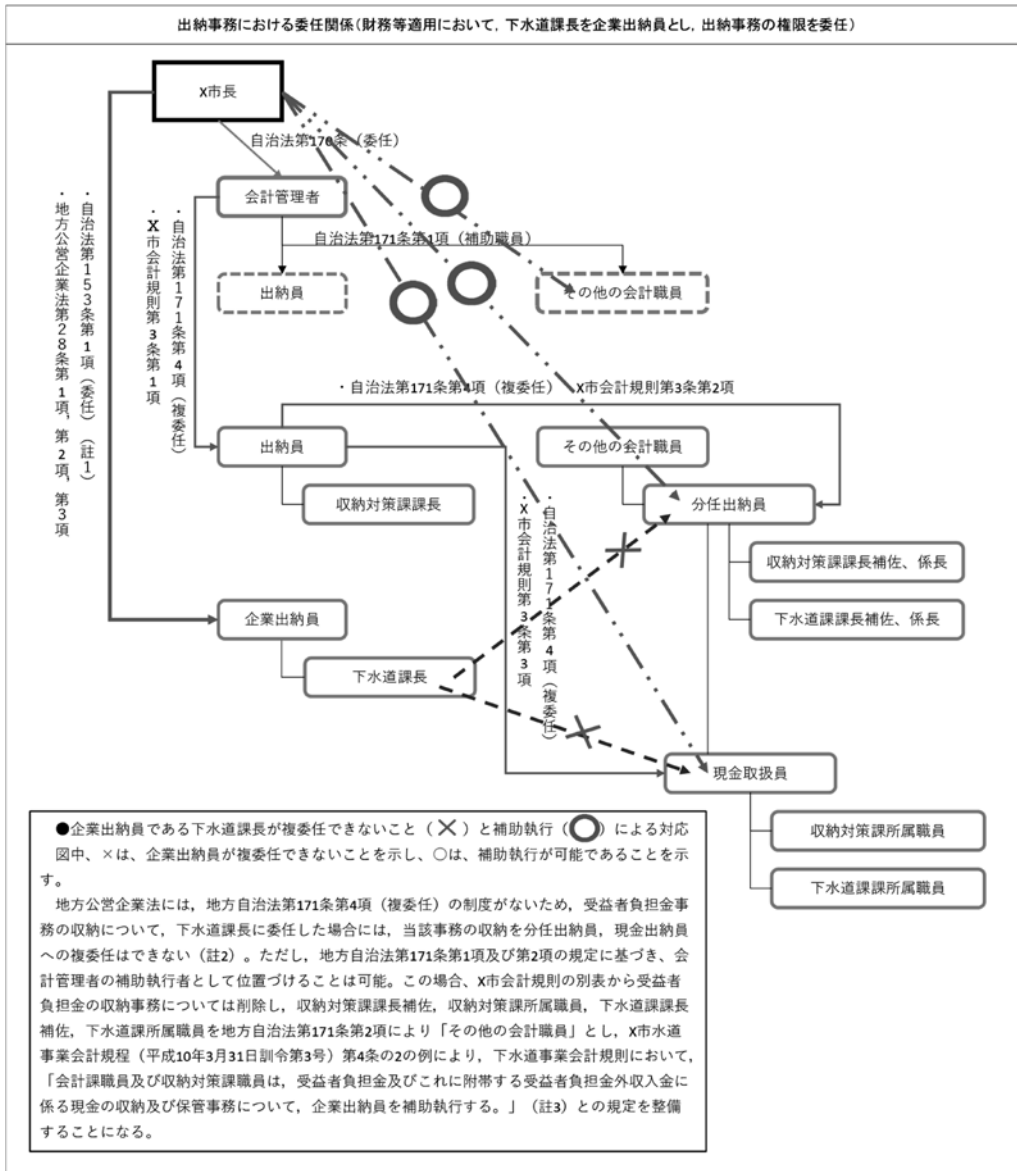 出納事務における委任関係(財務等適用において，下水道課長を企業出納員とし，出納事務の権限を委任)
X市長
自治法第170条（委任）
会計管理者
自治法第171条第1項（補助職員）
出納員
その他の会計職員
・自治法第153条第1項（委任）（註1）
・地方公営企業法第28条第1項，第2項，第3項
・自治法第171条第4項（複委任）
・X市会計規則第3条第1項
・自治法第171条第4項（複委任）　X市会計規則第3条第2項
出納員
その他の会計職員
収納対策課課長
分任出納員
収納対策課課長補佐、係長
下水道課課長補佐、係長
・自治法第171条第4項（複委任）
・X市会計規則第3条第3項
企業出納員
下水道課長
現金取扱員
収納対策課所属職員
下水道課課所属職員
●企業出納員である下水道課長が複委任できないこと（✕）と補助執行（◯）による対応
図中、×は、企業出納員が複委任できないことを示し、○は、補助執行が可能であることを示
す。
地方公営企業法には，地方自治法第171条第4項（複委任）の制度がないため，受益者負担金事
務の収納について，下水道課長に委任した場合には，当該事務の収納を分任出納員，現金出納員
への複委任はできない（註2）。ただし，地方自治法第171条第1項及び第2項の規定に基づき、会
計管理者の補助執行者として位置づけることは可能。この場合、X市会計規則の別表から受益者
負担金の収納事務については削除し，収納対策課課長補佐，収納対策課所属職員，下水道課課長
補佐，下水道課所属職員を地方自治法第171条第2項により「その他の会計職員」とし，X市水道
事業会計規程（平成10年3月31日訓令第3号）第4条の2の例により，下水道事業会計規則において，
「会計課職員及び収納対策課職員は，受益者負担金及びこれに附帯する受益者負担金外収入金に
係る現金の収納及び保管事務について，企業出納員を補助執行する。」（註3）との規定を整備
することになる。